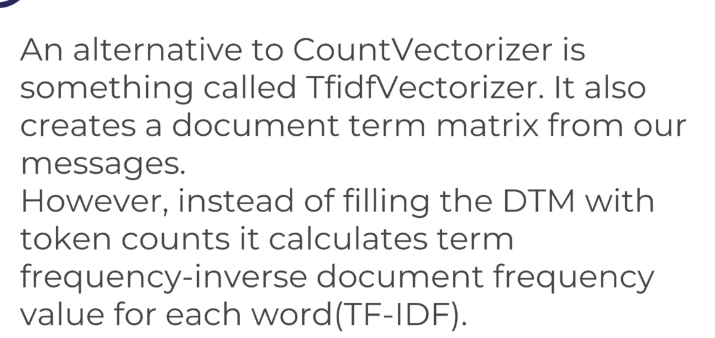 An alternative to CountVectorizer is
something called TfidfVectorizer. It also
creates a document term matrix from our
messages.
However, instead of filling the DTM with
token counts it calculates term
frequency-inverse document frequency
value for each word(TF-IDF).